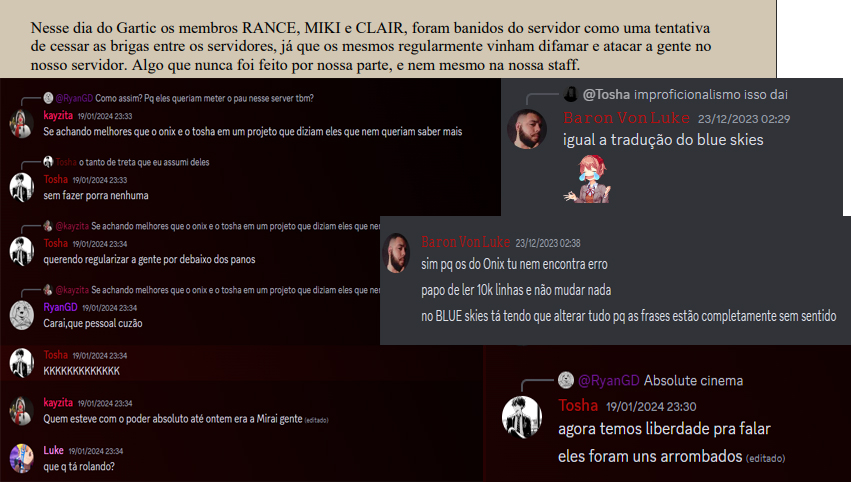 Nesse dia do Gartic os membros RANCE, MIKI e CLAIR, foram banidos do servidor como uma tentativa
de cessar as brigas entre os servidores, já que os mesmos regularmente vinham difamar e atacar a gente no
nosso servidor. Algo que nunca foi feito por nossa parte, e nem mesmo na nossa staff.
@RyanGD Como assim? Pq eles queriam meter o pau nesse server tbm?
kayzita 19/01/2024 23:33
Se achando melhores que o onix e o tosha em um projeto que diziam eles que nem queriam saber mais
Tosha o tanto de treta que eu assumi deles
Tosha 19/01/2024 23:33
sem fazer porra nenhuma
@kayzita Se achando melhores que o onix e o tosha em um projeto que diziam eles que nem
Tosha 19/01/2024 23:34
querendo regularizar a gente por debaixo dos panos
@kayzita Se achando melhores que o onix e o tosha em um projeto que diziam eles que nem
RyanGD 19/01/2024 23:34
Carai,que pessoal cuzão
Tosha 19/01/2024 23:34
KKKKKKKKKKKKK
kayzita 19/01/2024 23:34
Quem esteve com o poder absoluto até ontem era a Mirai gente (editado)
Luke 19/01/2024 23:34
que q tá rolando?
@Tosha improficionalismo isso dai
Baron Von Luke 23/12/2023 02:29
igual a tradução do blue skies
Baron Von Luke 23/12/2023 02:38
sim pq os do Onix tu nem encontra erro
papo de ler 10k linhas e não mudar nada
no BLUE skies tá tendo que alterar tudo pq as frases estão completamente sem sentido
@RyanGD Absolute cinema
Tosha 19/01/2024 23:30
agora temos liberdade pra falar
eles foram uns arrombados (editado)